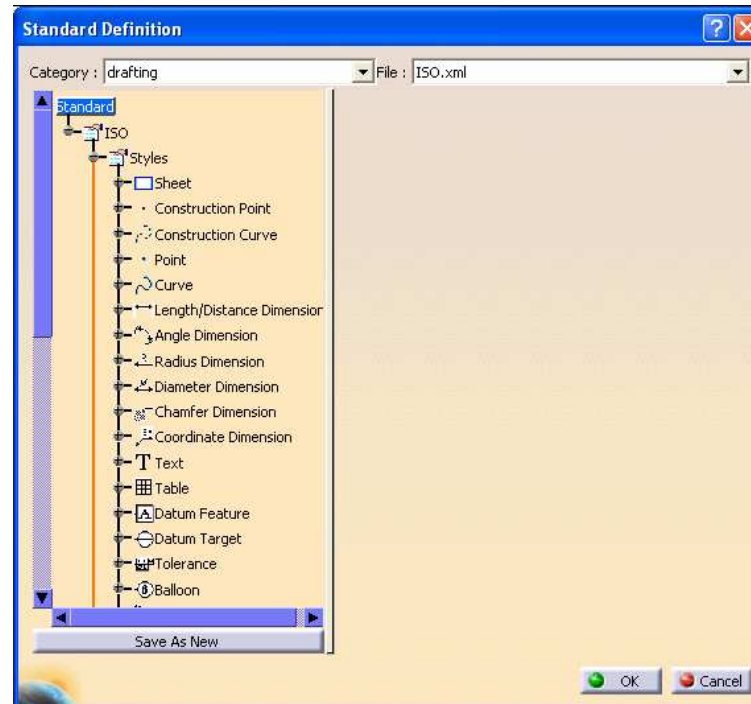 Standard Definition
Category : drafting File : ISO.xml
Standard
ISO
Styles
Sheet
Construction Point
Construction Curve
Point
Curve
Length/Distance Dimension
Angle Dimension
Radius Dimension
Diameter Dimension
Chamfer Dimension
Coordinate Dimension
Text
Table
Datum Feature
Datum Target
Tolerance
Balloon
Save As New
OK Cancel